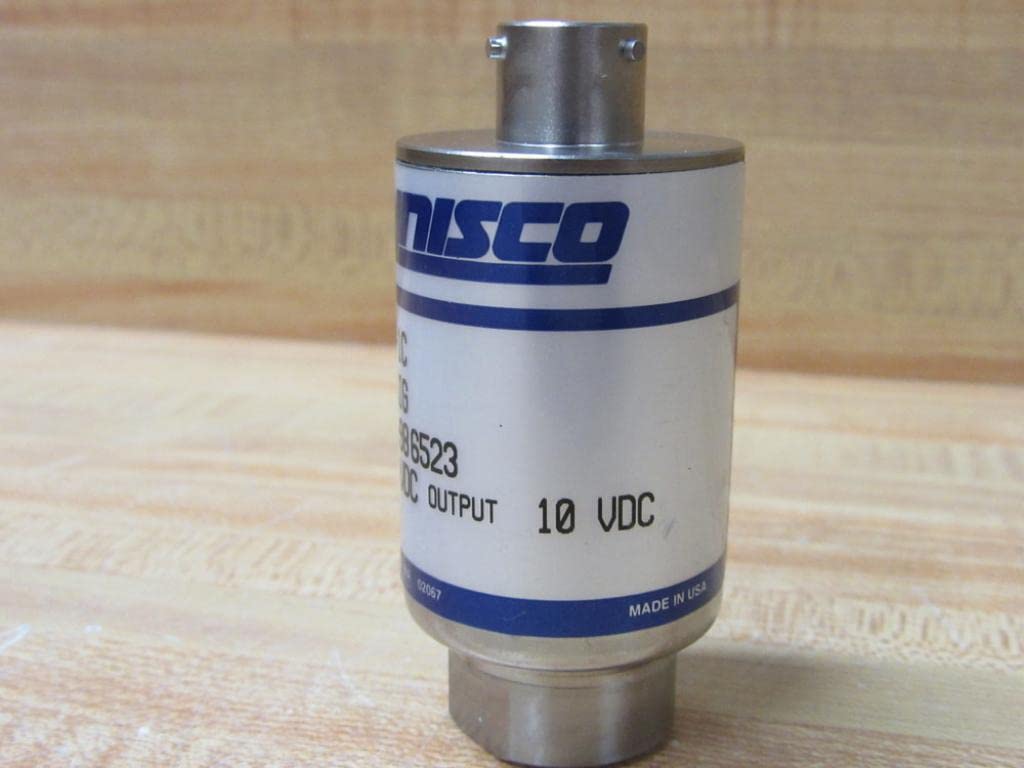 NISCO
C
G
86523
DC OUTPUT 10 VDC
02067
MADE IN USA